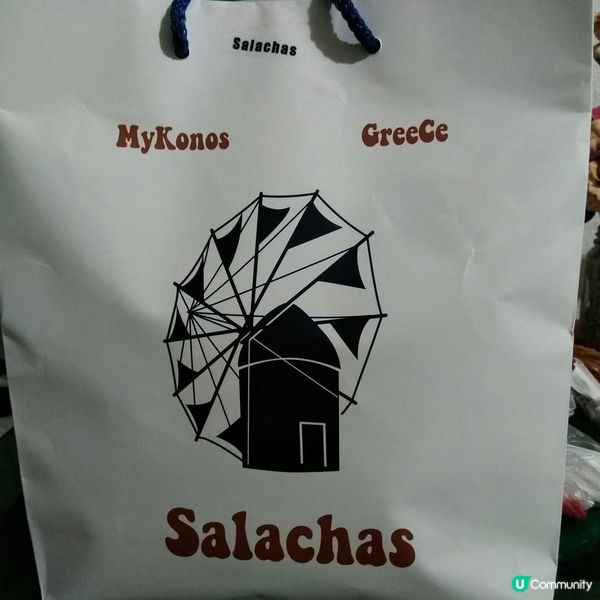 Salachas
MyKonos GreeCe
Salachas
U Community